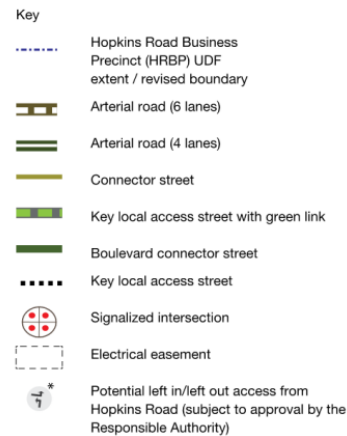 Key
Hopkins Road Business
Precinct (HRBP) UDF
extent / revised boundary
Arterial road (6 lanes)
Arterial road (4 lanes)
Connector street
Key local access street with green link
Boulevard connector street
Key local access street
Signalized intersection
Electrical easement
*
Potential left in/left out access from
Hopkins Road (subject to approval by the
Responsible Authority)